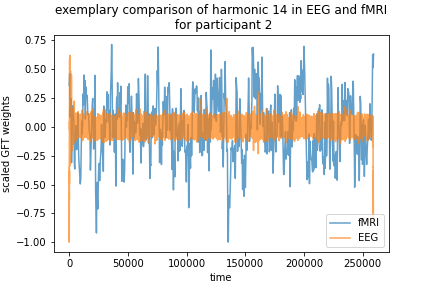 exemplary comparison of harmonic 14 in EEG and fMRI
for participant 2
scaled GFT weights
0.75
0.50
0.25
0.00
−0.25
−0.50
−0.75
−1.00
0 50000 100000 150000 200000 250000
time
fMRI
EEG